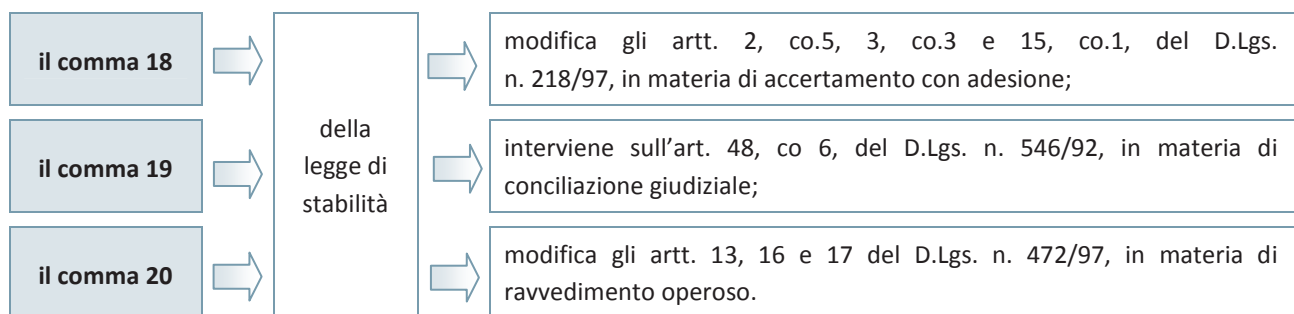 il comma 18
modifica gli artt. 2, co.5, 3, co.3 e 15, co.1, del D.Lgs.
n. 218/97, in materia di accertamento con adesione;
il comma 19
della
legge di
stabilità
interviene sull’art. 48, co 6, del D.Lgs. n. 546/92, in materia di
conciliazione giudiziale;
il comma 20
modifica gli artt. 13, 16 e 17 del D.Lgs. n. 472/97, in materia di
ravvedimento operoso.